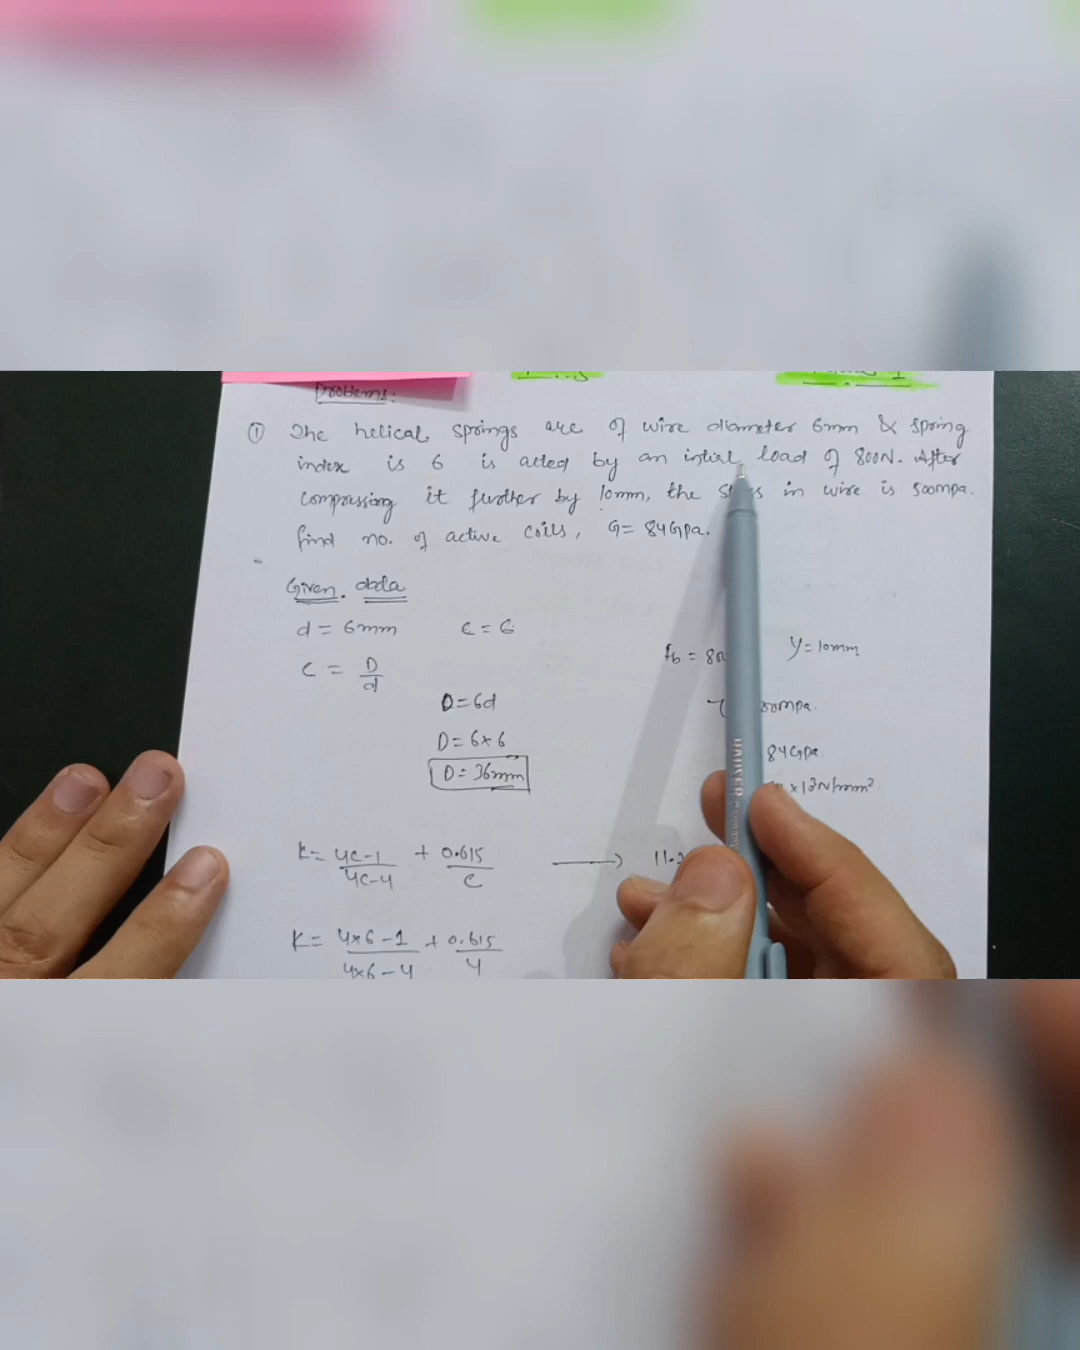 Problems:
① The helical springs are of wire diameter 6mm & spring
index is 6 is acted by an intial load of 800N. After
compressing it further by 10mm, the in wire is 500mpa.
find no. of active coils, G= 84Gpa.
Given data
d = 6mm C = 6
C = D/d
y = 10mm
D = 6d
D = 6×6
D = 36mm
84Gpa
N/mm²
K = 4C-1/4C-4 + 0.615/C →
K = 4×6-1/4×6-4 + 0.615/4